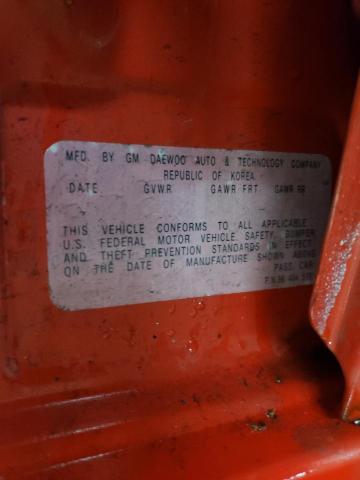 MFD. BY GM DAEWOO AUTO & TECHNOLOGY COMPANY
REPUBLIC OF KOREA
DATE GVWR GAWR FRT GAWR RR
THIS VEHICLE CONFORMS TO ALL APPLICABLE
U.S. FEDERAL MOTOR VEHICLE SAFETY, BUMPER,
AND THEFT PREVENTION STANDARDS IN EFFECT
ON THE DATE OF MANUFACTURE SHOWN ABOVE
PASS. CAR
P.N 96 404